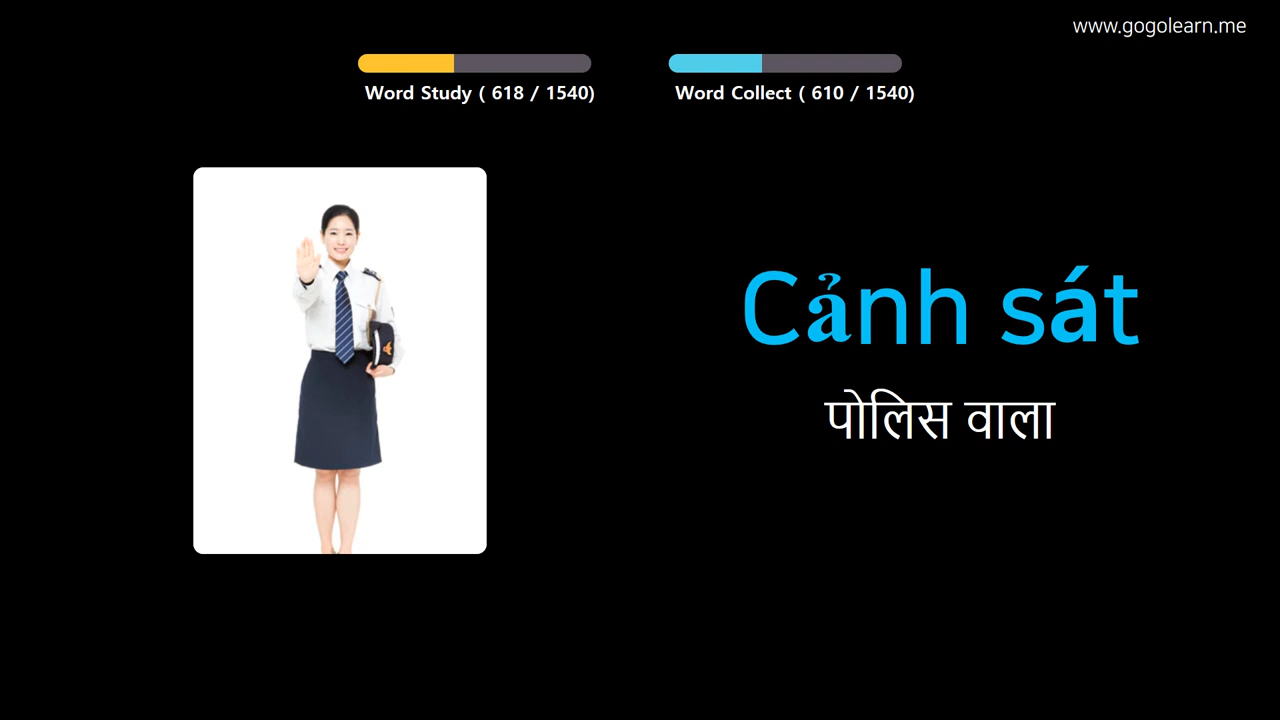 www.gogolearn.me
Word Study ( 618 / 1540)
Word Collect ( 610 / 1540)
Cảnh sát
पोलिस वाला